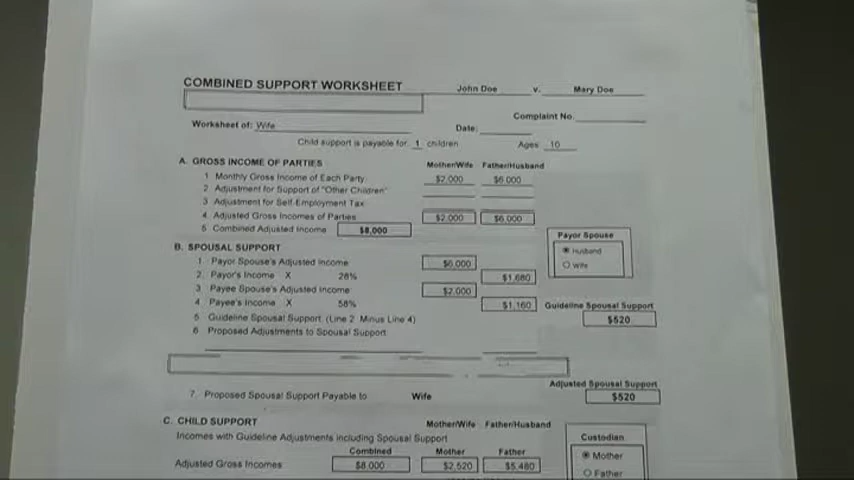 COMBINED SUPPORT WORKSHEET John Doe v. Mary Doe
Complaint No.
Worksheet of: Wife Date:
Child support is payable for 1 children Ages 10
A. GROSS INCOME OF PARTIES Mother/Wife Father/Husband
1 Monthly Gross Income of Each Party $2,000 $6,000
2 Adjustment for Support of "Other Children"
3 Adjustment for Self-Employment Tax
4. Adjusted Gross Incomes of Parties $2,000 $6,000
5 Combined Adjusted Income $8,000
Payor Spouse
Husband
Wife
B. SPOUSAL SUPPORT
1 Payor Spouse's Adjusted Income $6,000
2. Payor's Income X 28% $1,680
3 Payee Spouse's Adjusted Income $2,000
4 Payee's Income X 58% $1,160
Guideline Spousal Support
5 Guideline Spousal Support (Line 2 Minus Line 4) $520
6 Proposed Adjustments to Spousal Support
Adjusted Spousal Support
7. Proposed Spousal Support Payable to Wife $520
C. CHILD SUPPORT Mother/Wife Father/Husband
Incomes with Guideline Adjustments including Spousal Support
Combined Mother Father
Adjusted Gross Incomes $8,000 $2,520 $5,480
Custodian
Mother
Father